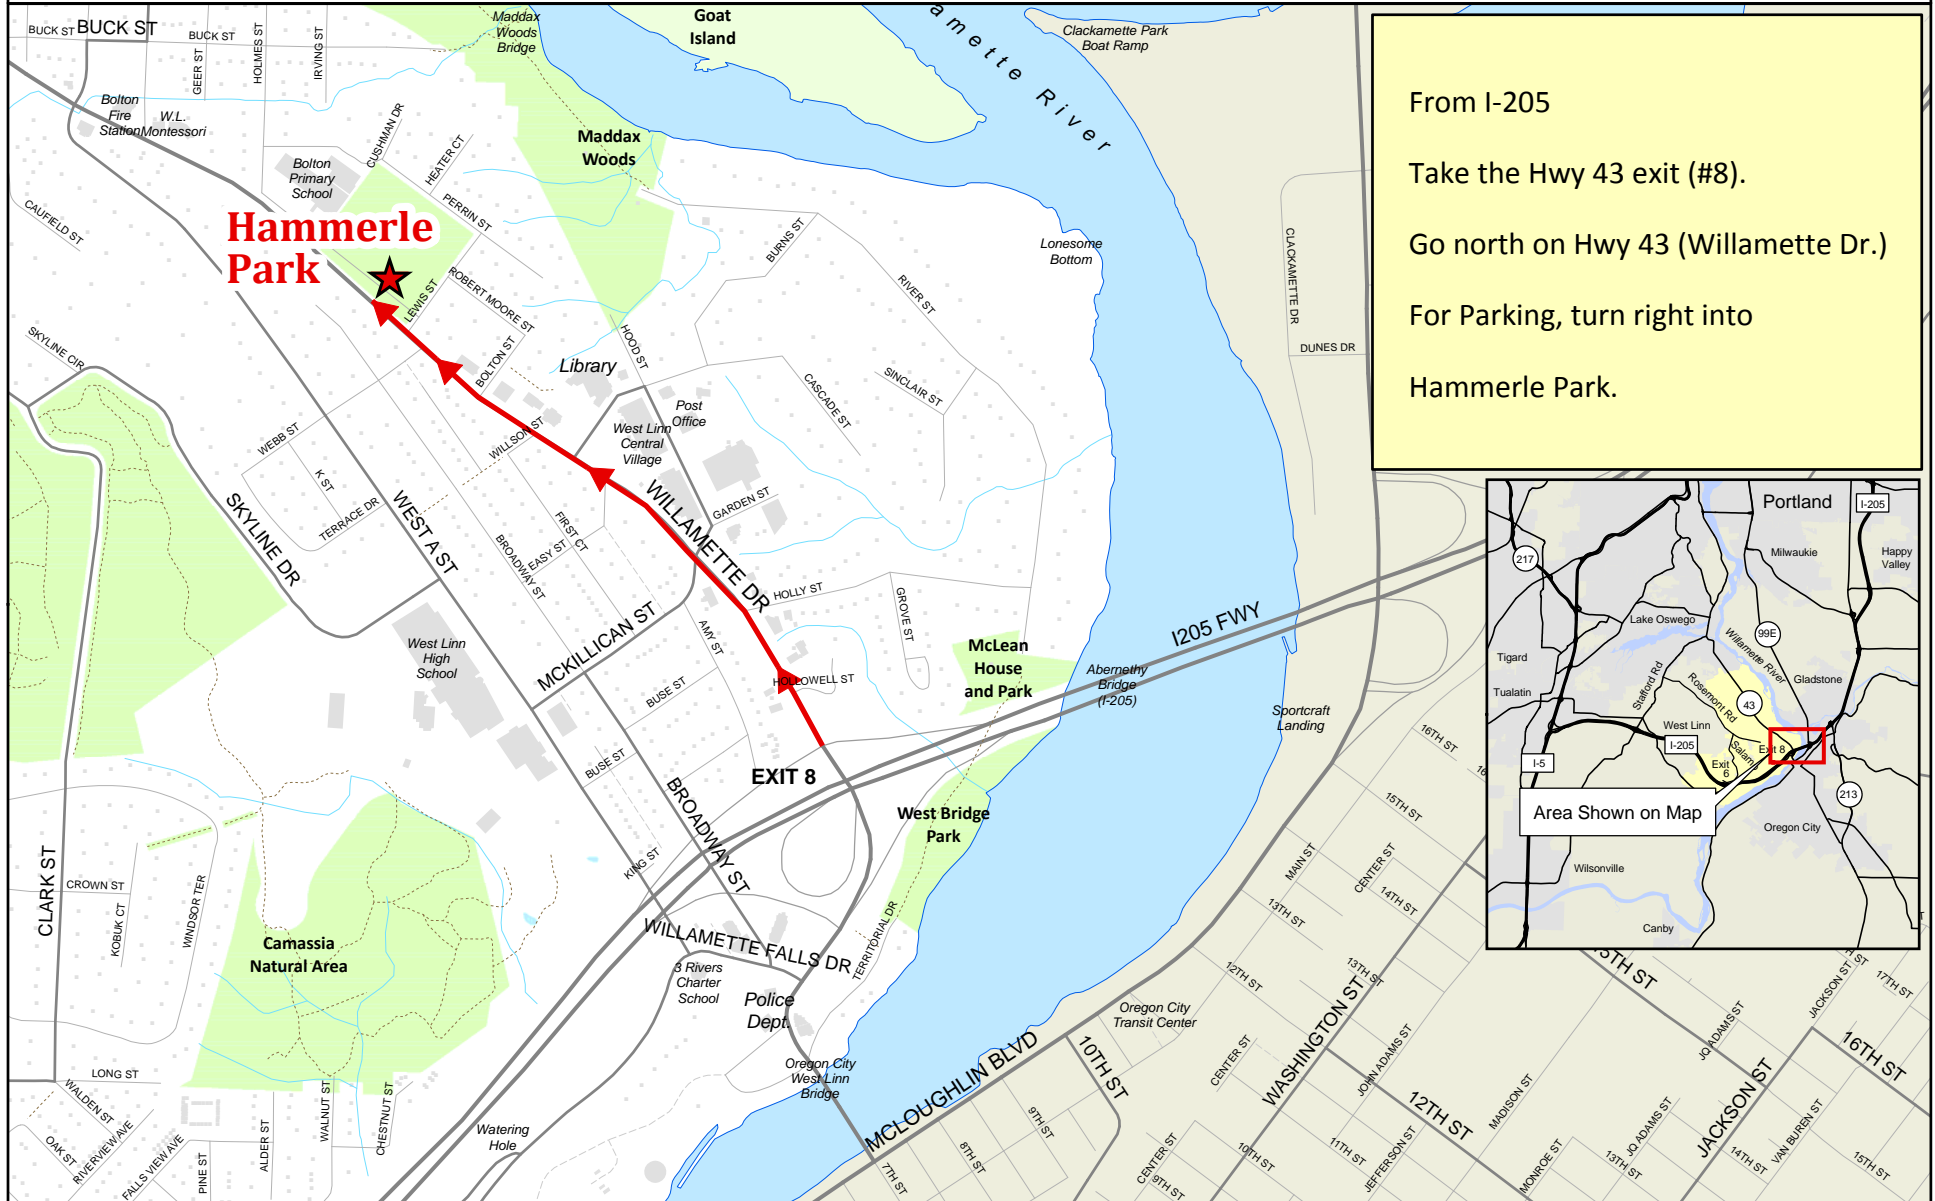 BUCK ST
BUCK ST
BUCK ST
GEER ST
HOLMES ST
IRVING ST
Maddax
Woods
Bridge
Goat
Island
Clackamette Park
Boat Ramp
amette River
From I-205
Take the Hwy 43 exit (#8).
Go north on Hwy 43 (Willamette Dr.)
For Parking, turn right into
Hammerle Park.
Bolton
Fire
Station
W.L.
Montessori
Bolton
Primary
School
CUSHMAN DR
HEATER CT
PERRIN ST
Maddax
Woods
CAUFIELD ST
Hammerle
Park
LEWIS ST
ROBERT MOORE ST
BOLTON ST
BURNS ST
RIVER ST
Lonesome
Bottom
CLACKAMETTE DR
DUNES DR
SKYLINE CIR
HOOD ST
Library
Post
Office
West Linn
Central
Village
CASCADE ST
SINCLAIR ST
WEBB ST
K ST
TERRACE DR
WILLSON ST
SKYLINE DR
WEST A ST
WILLAMETTE DR
GARDEN ST
FIRST CT
EASY ST
BROADWAY ST
HOLLY ST
GROVE ST
AMY ST
MCKILLICAN ST
West Linn
High
School
HOLLOWELL ST
BUSE ST
BUSE ST
McLean
House
and Park
Abernethy
Bridge
(I-205)
I205 FWY
Sportcraft
Landing
EXIT 8
BROADWAY ST
KING ST
West Bridge
Park
CLARK ST
CROWN ST
KOBUK CT
WINDSOR TER
Camassia
Natural Area
WILLAMETTE FALLS DR
TERRITORIAL DR
3 Rivers
Charter
School
Police
Dept.
Oregon City
West Linn
Bridge
Watering
Hole
LONG ST
WALDEN ST
OAK ST
RIVERVIEW AVE
FALLS VIEW AVE
PINE ST
ALDER ST
WALNUT ST
CHESTNUT ST
MCLOUGHLIN BLVD
Oregon City
Transit Center
16TH ST
16
15TH ST
MAIN ST
CENTER ST
14TH ST
13TH ST
12TH ST
13TH ST
WASHINGTON ST
10TH ST
CENTER ST
JOHN ADAMS ST
12TH ST
MADISON ST
JQ ADAMS ST
JACKSON ST
17TH ST
16TH ST
15TH ST
JACKSON ST
JQ ADAMS ST
VAN BUREN ST
15TH ST
14TH ST
13TH ST
MONROE ST
JEFFERSON ST
11TH ST
10TH ST
CENTER ST
9TH ST
9TH ST
8TH ST
7TH ST
Portland
I-205
217
Milwaukie
Happy
Valley
Lake Oswego
99E
Willamette River
Tigard
Tualatin
Stafford Rd
Rosemont Rd
Gladstone
43
West Linn
I-205
Salamo
Exit 8
Exit
6
I-5
213
Area Shown on Map
Oregon City
Wilsonville
Canby